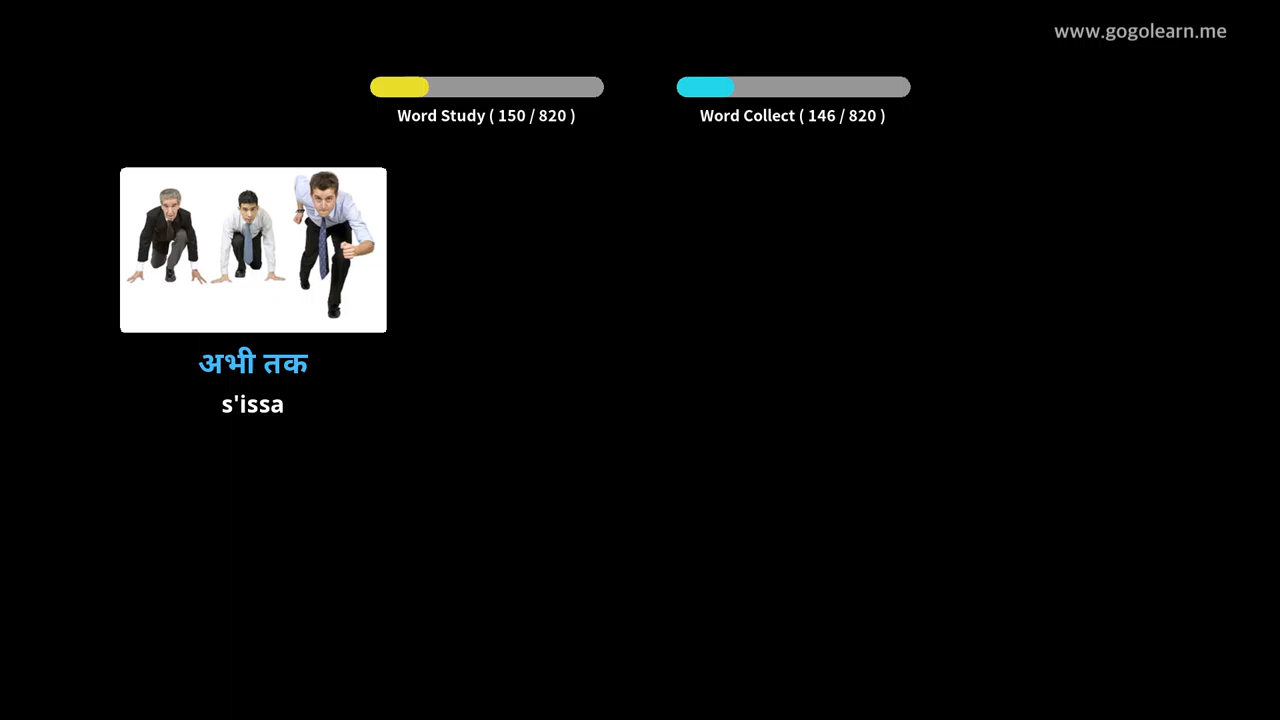 www.gogolearn.me
Word Study ( 150 / 820 )
Word Collect ( 146 / 820 )
अभी तक
s'issa